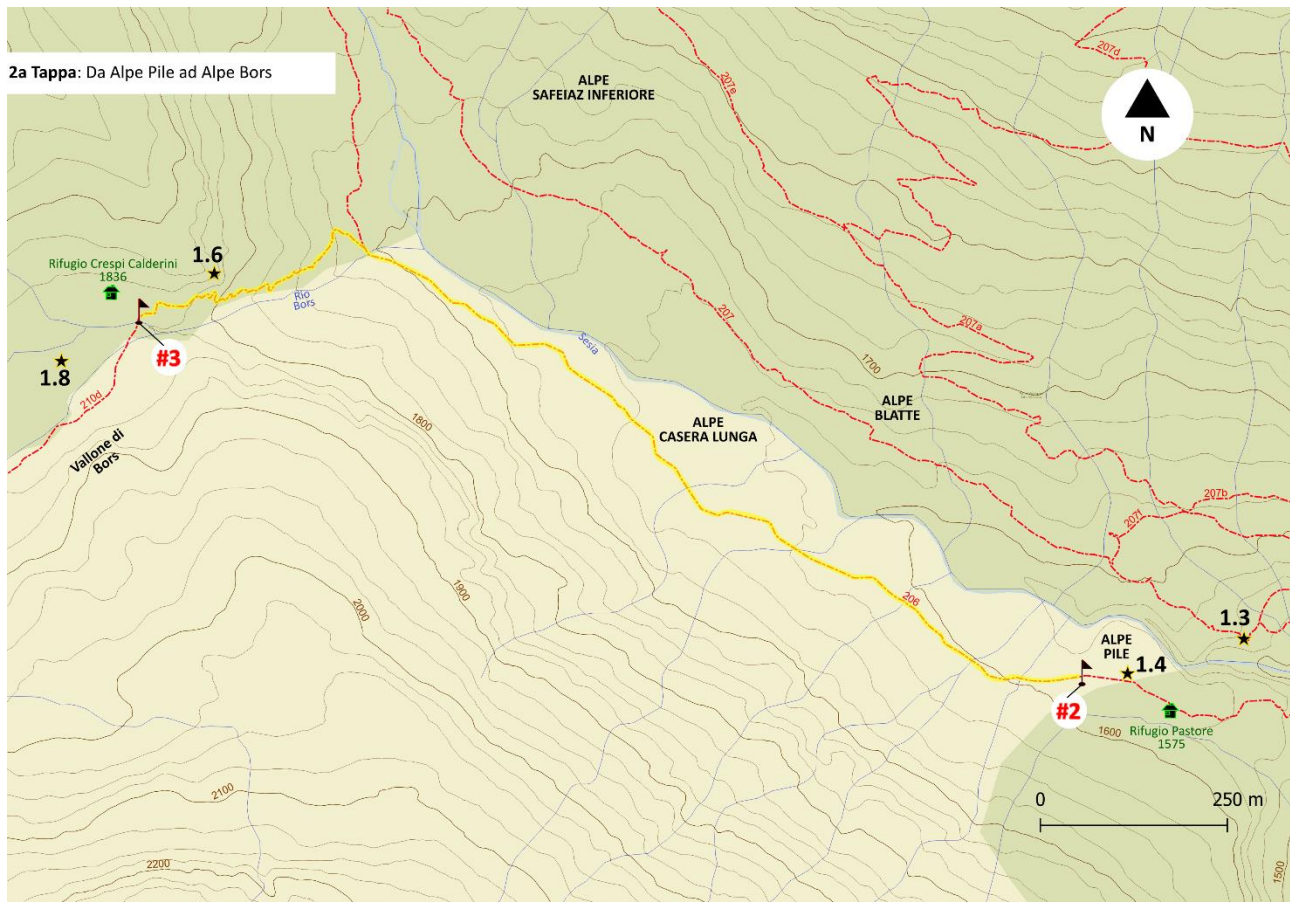 2a Tappa: Da Alpe Pile ad Alpe Bors
207d
ALPE
SAFEIAZ INFERIORE
207e
N
1.6
Rifugio Crespi Calderini
1836
Rio
Bors
#3
1.8
210d
Vallone di
Bors
Sesia
207
207a
1700
ALPE
BLATTE
1800
ALPE
CASERA LUNGA
207b
207f
1900
2000
206
1.3
ALPE
PILE
1.4
#2
Rifugio Pastore
1575
1600
2100
0
250 m
2200
1500